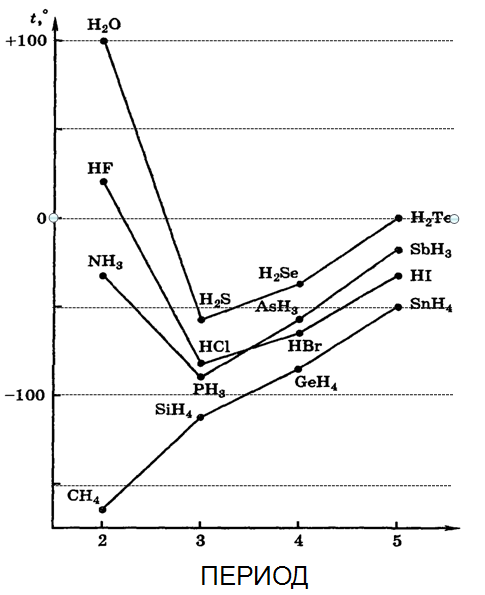 t,°
+100
H₂O
HF
0
H₂Te
NH₃
SbH₃
H₂Se
HI
H₂S
AsH₃
SnH₄
HCl
HBr
PH₃
GeH₄
−100
SiH₄
CH₄
2 3 4 5
ПЕРИОД